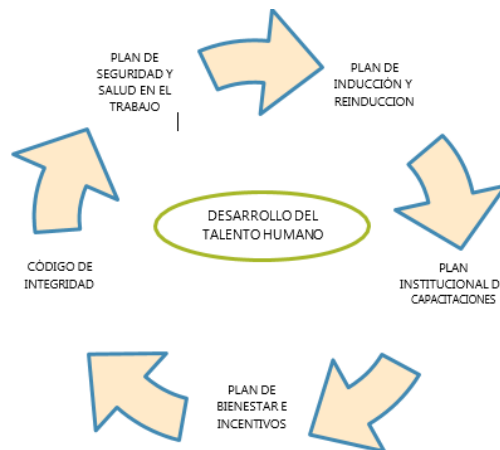 PLAN DE
SEGURIDAD Y
SALUD EN EL
TRABAJO
PLAN DE
INDUCCIÓN Y
REINDUCCION
DESARROLLO DEL
TALENTO HUMANO
CÓDIGO DE
INTEGRIDAD
PLAN
INSTITUCIONAL D
CAPACITACIONES
PLAN DE
BIENESTAR E
INCENTIVOS